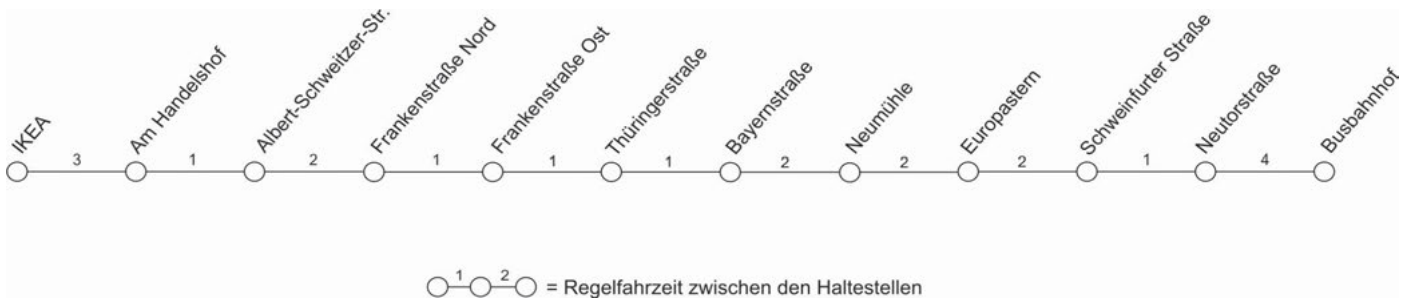 IKEA
Am Handelshof
Albert-Schweitzer-Str.
Frankenstraße Nord
Frankenstraße Ost
Thüringerstraße
Bayernstraße
Neumühle
Europastern
Schweinfurter Straße
Neutorstraße
Busbahnhof
3 1 2 1 1 1 2 2 2 1 4
1 2 = Regelfahrzeit zwischen den Haltestellen